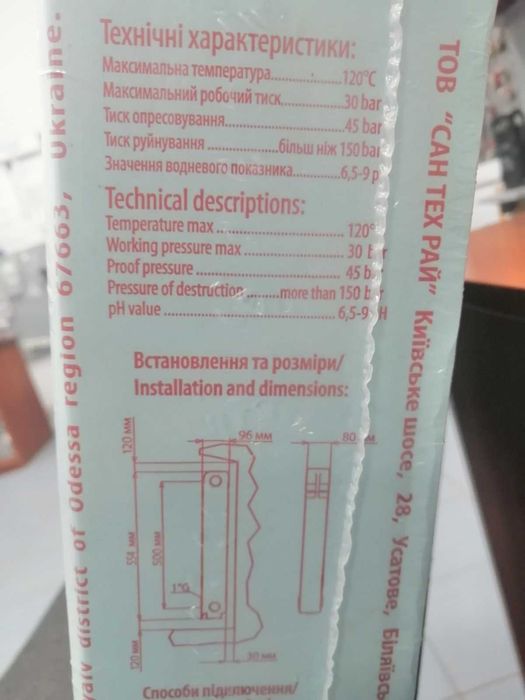 Технічні характеристики:
Максимальна температура..............120°C
Максимальний робочий тиск..............30 bar
Тиск опресовування..............45 bar
Тиск руйнування ..............більш ніж 150 bar
Значення водневого показника..............6,5-9 p
Technical descriptions:
Temperature max ..............120°
Working pressure max ..............30 b r
Proof pressure ..............45 b
Pressure of destruction ..........more than 150 b r
pH value ..............6,5-9 H
Встановлення та розміри/
Installation and dimensions:
120 мм
96 мм
80 м
554 мм
500 мм
1"G
120 мм
30 мм
Способи підключення/
yaiv district of Odessa region 67663, Ukraine.
ТОВ "САН ТЕХ РАЙ" Київське шосе, 28, Усатове, Біляївсь